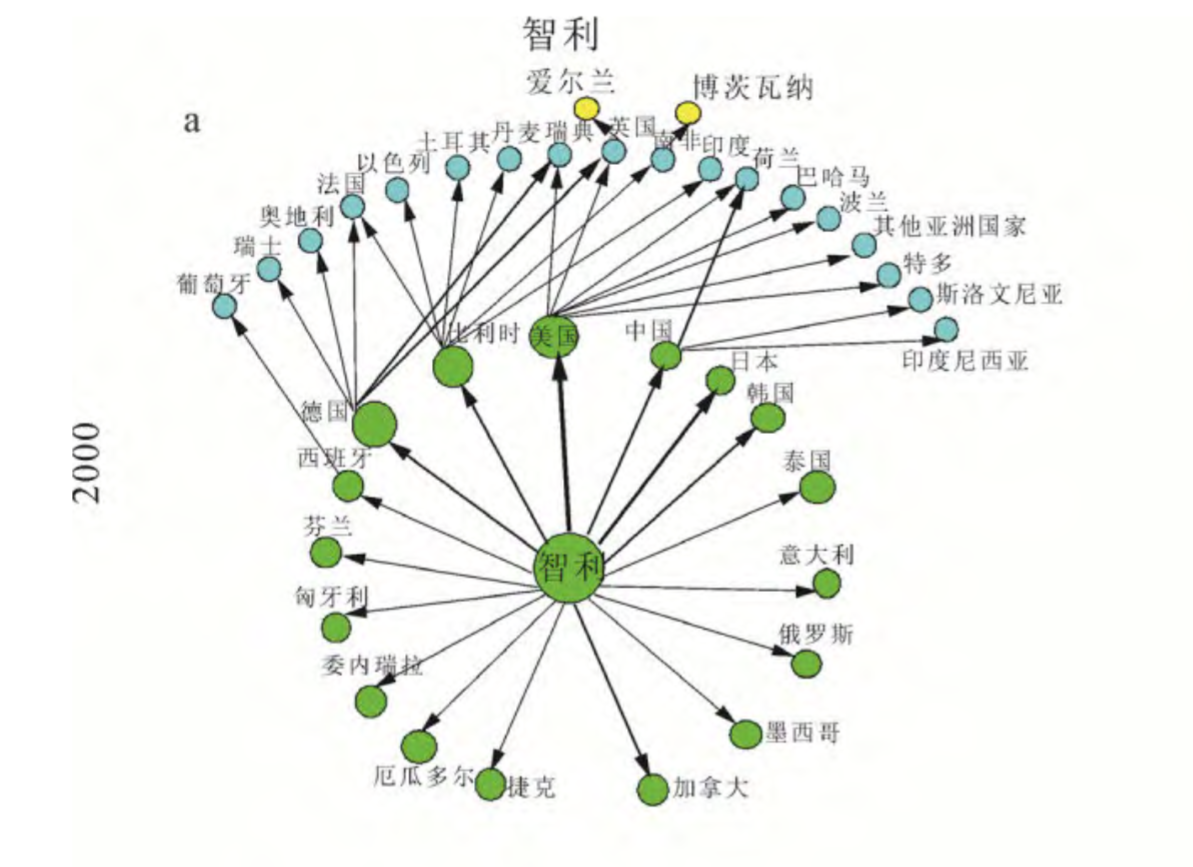 智利
爱尔兰
博茨瓦纳
a
土耳其
丹麦
瑞典
英国
南非
印度
荷兰
以色列
巴哈马
法国
波兰
奥地利
其他亚洲国家
瑞士
特多
葡萄牙
斯洛文尼亚
比利时
美国
中国
印度尼西亚
日本
韩国
德国
2000
西班牙
泰国
芬兰
智利
意大利
匈牙利
俄罗斯
委内瑞拉
墨西哥
厄瓜多尔
捷克
加拿大